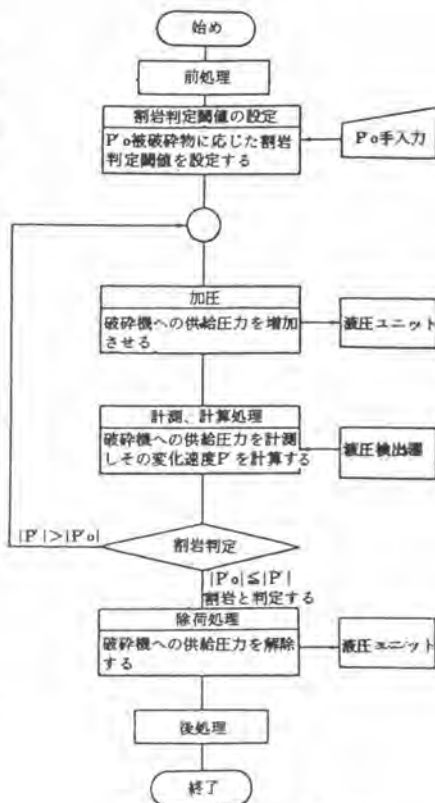 始め
前処理
割岩判定閾値の設定
P'o被破砕物に応じた割岩
判定閾値を設定する
P'o手入力
加圧
破砕機への供給圧力を増加
させる
液圧ユニット
計測、計算処理
破砕機への供給圧力を計測
しその変化速度P'を計算する
液圧検出器
|P'|>|P'o|
割岩判定
|P'o|≦|P'|
割岩と判定する
除荷処理
破砕機への供給圧力を解除
する
液圧ユニット
後処理
終了